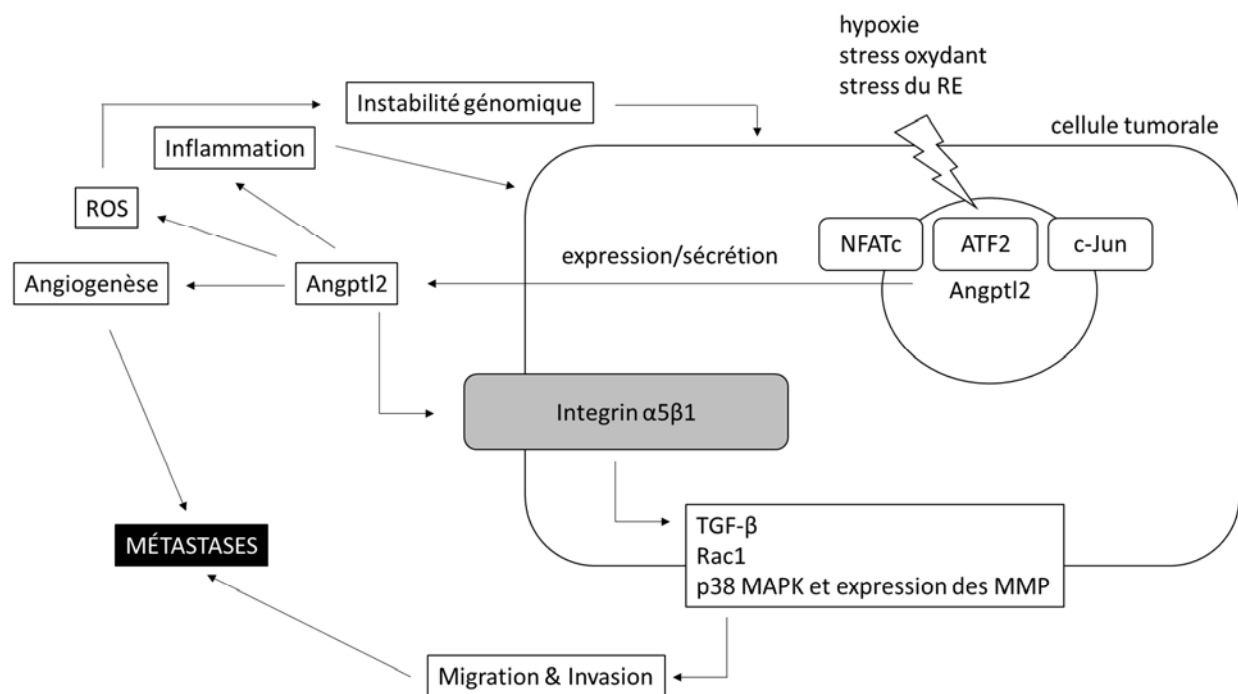 hypoxie
stress oxydant
stress du RE
Instabilité génomique
cellule tumorale
Inflammation
ROS
NFATc
ATF2
c-Jun
expression/sécrétion
Angiogenèse
Angptl2
Angptl2
Integrin α5β1
TGF-β
Rac1
p38 MAPK et expression des MMP
MÉTASTASES
Migration & Invasion